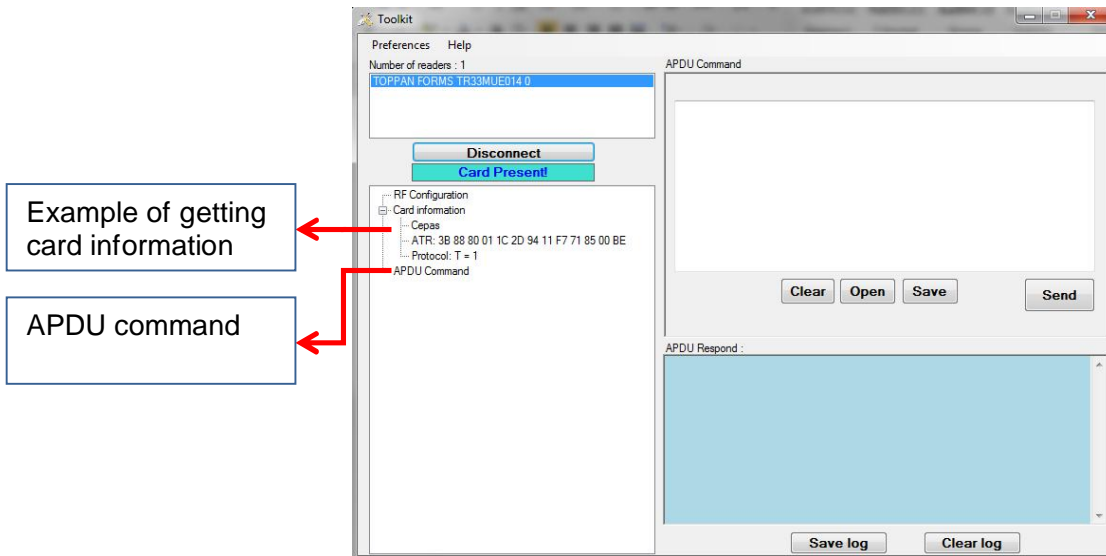 Toolkit
Preferences Help
Number of readers : 1
TOPPAN FORMS TR33MUE014 0
Disconnect
Card Present!
RF Configuration
Card information
Cepas
ATR: 3B 88 80 01 1C 2D 94 11 F7 71 85 00 BE
Protocol: T = 1
APDU Command
Example of getting
card information
APDU command
APDU Command
Clear Open Save Send
APDU Respond :
Save log Clear log